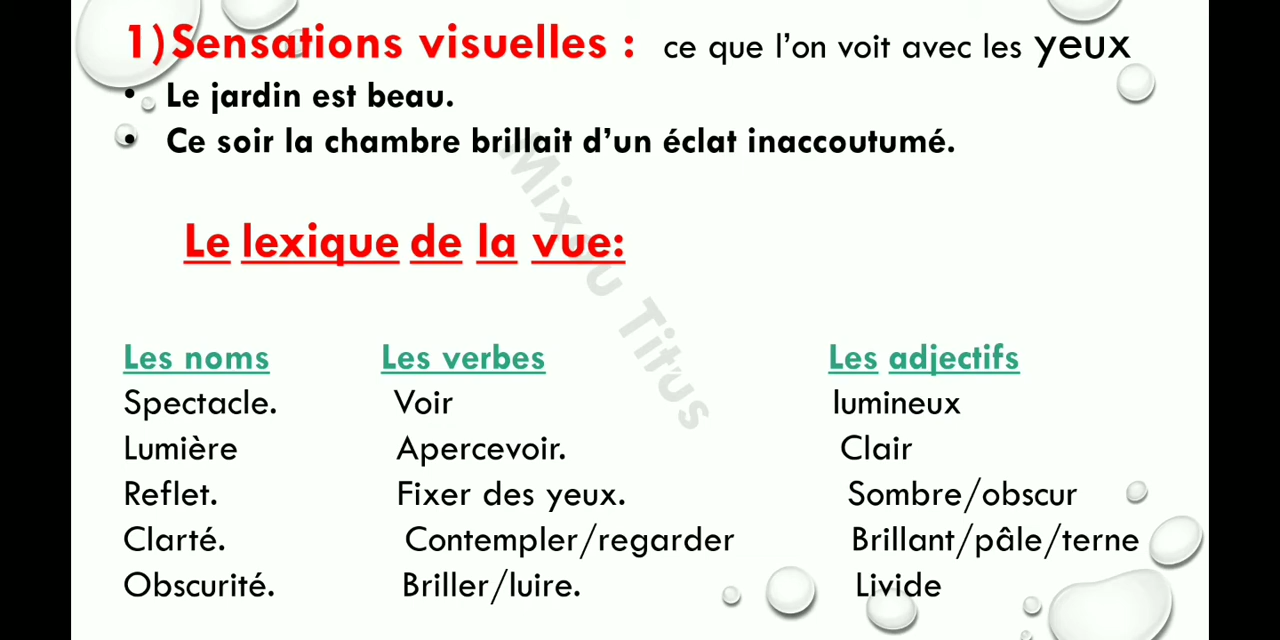 1)Sensations visuelles : ce que l’on voit avec les yeux
• Le jardin est beau.
• Ce soir la chambre brillait d’un éclat inaccoutumé.
Le lexique de la vue:
Les noms Les verbes Les adjectifs
Spectacle. Voir lumineux
Lumière Apercevoir. Clair
Reflet. Fixer des yeux. Sombre/obscur
Clarté. Contempler/regarder Brillant/pâle/terne
Obscurité. Briller/luire. Livide